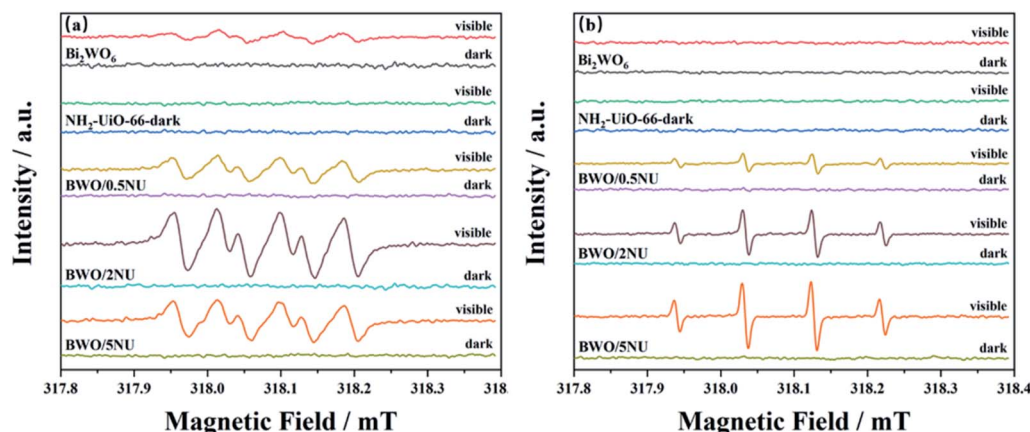 (a)
visible
Bi₂WO₆
dark
visible
NH₂-UiO-66-dark
dark
visible
BWO/0.5NU
dark
visible
BWO/2NU
dark
visible
BWO/5NU
dark
Intensity / a.u.
317.8 317.9 318.0 318.1 318.2 318.3 318.
Magnetic Field / mT
(b)
visible
Bi₂WO₆
dark
visible
NH₂-UiO-66-dark
dark
visible
BWO/0.5NU
dark
visible
BWO/2NU
dark
visible
BWO/5NU
dark
Intensity / a.u.
317.8 317.9 318.0 318.1 318.2 318.3 318.4
Magnetic Field / mT